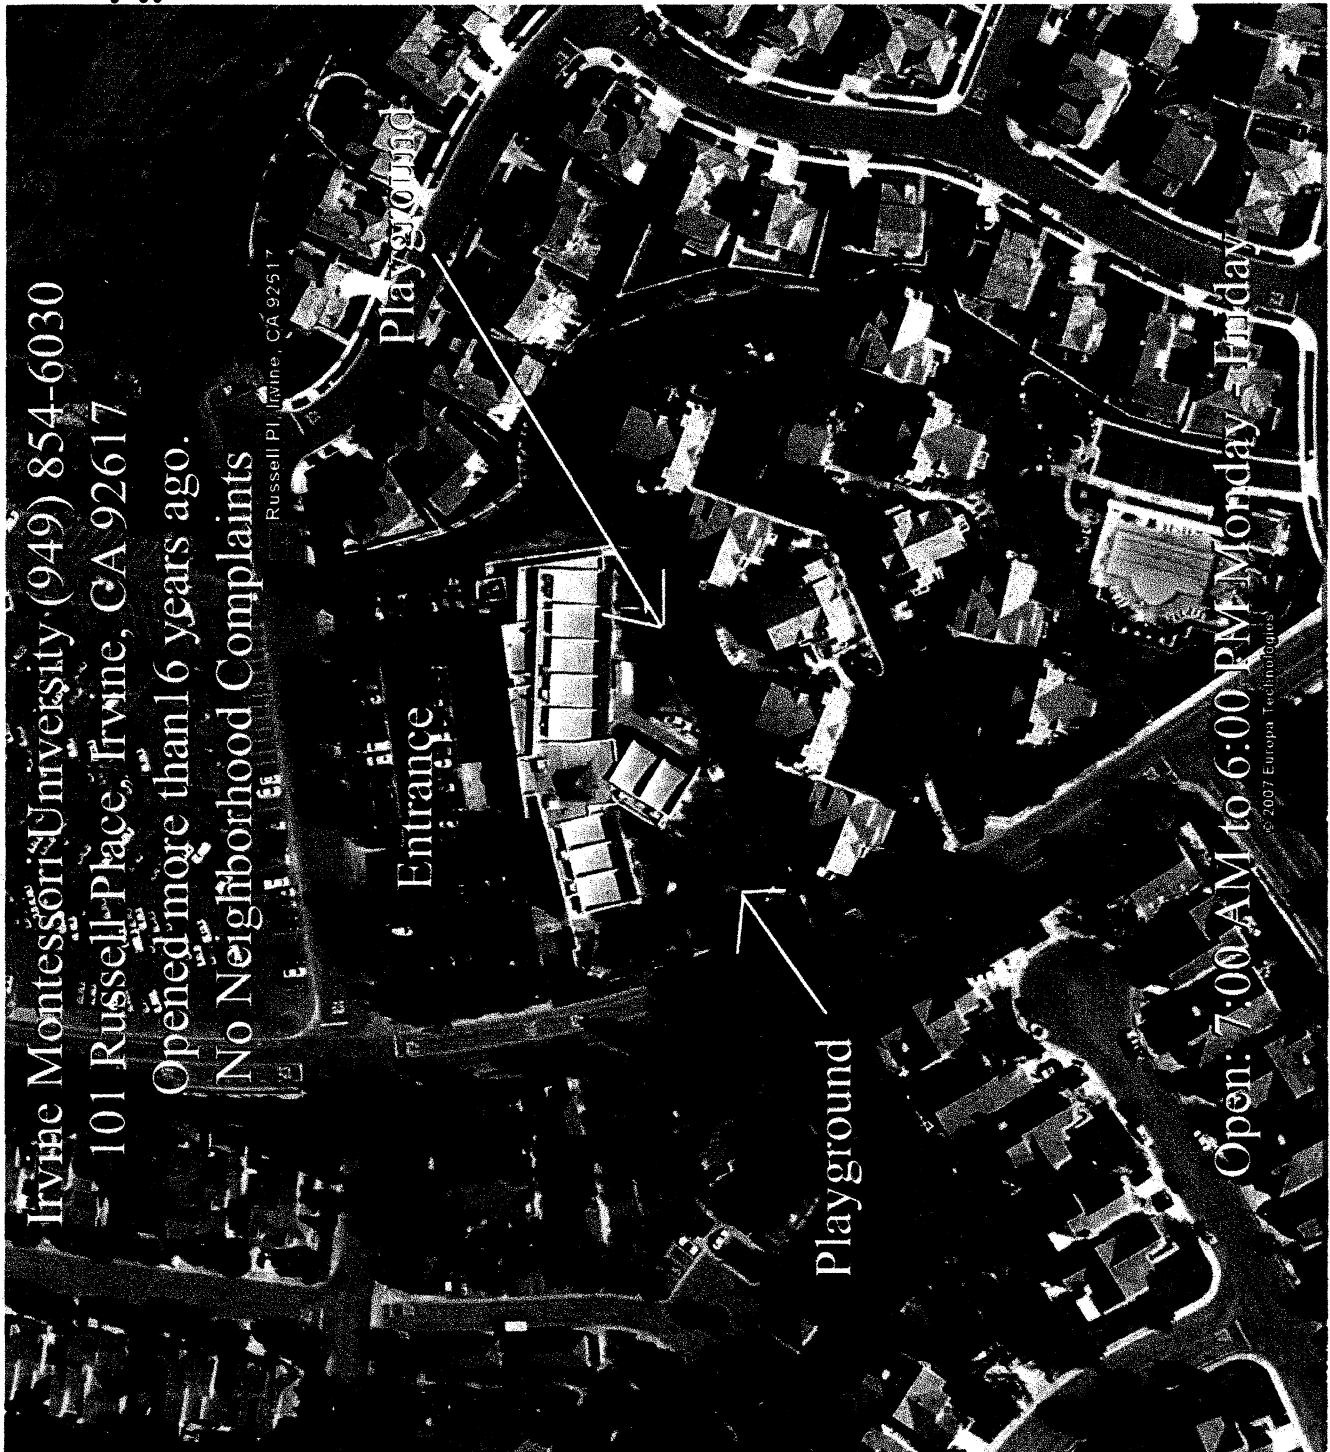 Irvine Montessori University (949) 854-6030
101 Russell Place, Irvine, CA 92617
Opened more than16 years ago.
No Neighborhood Complaints
Russell Pl Irvine, CA 92617
Playground
Entrance
Playground
© 2007 Europa Technologies
Open: 7:00 AM to 6:00 PM Monday - Friday